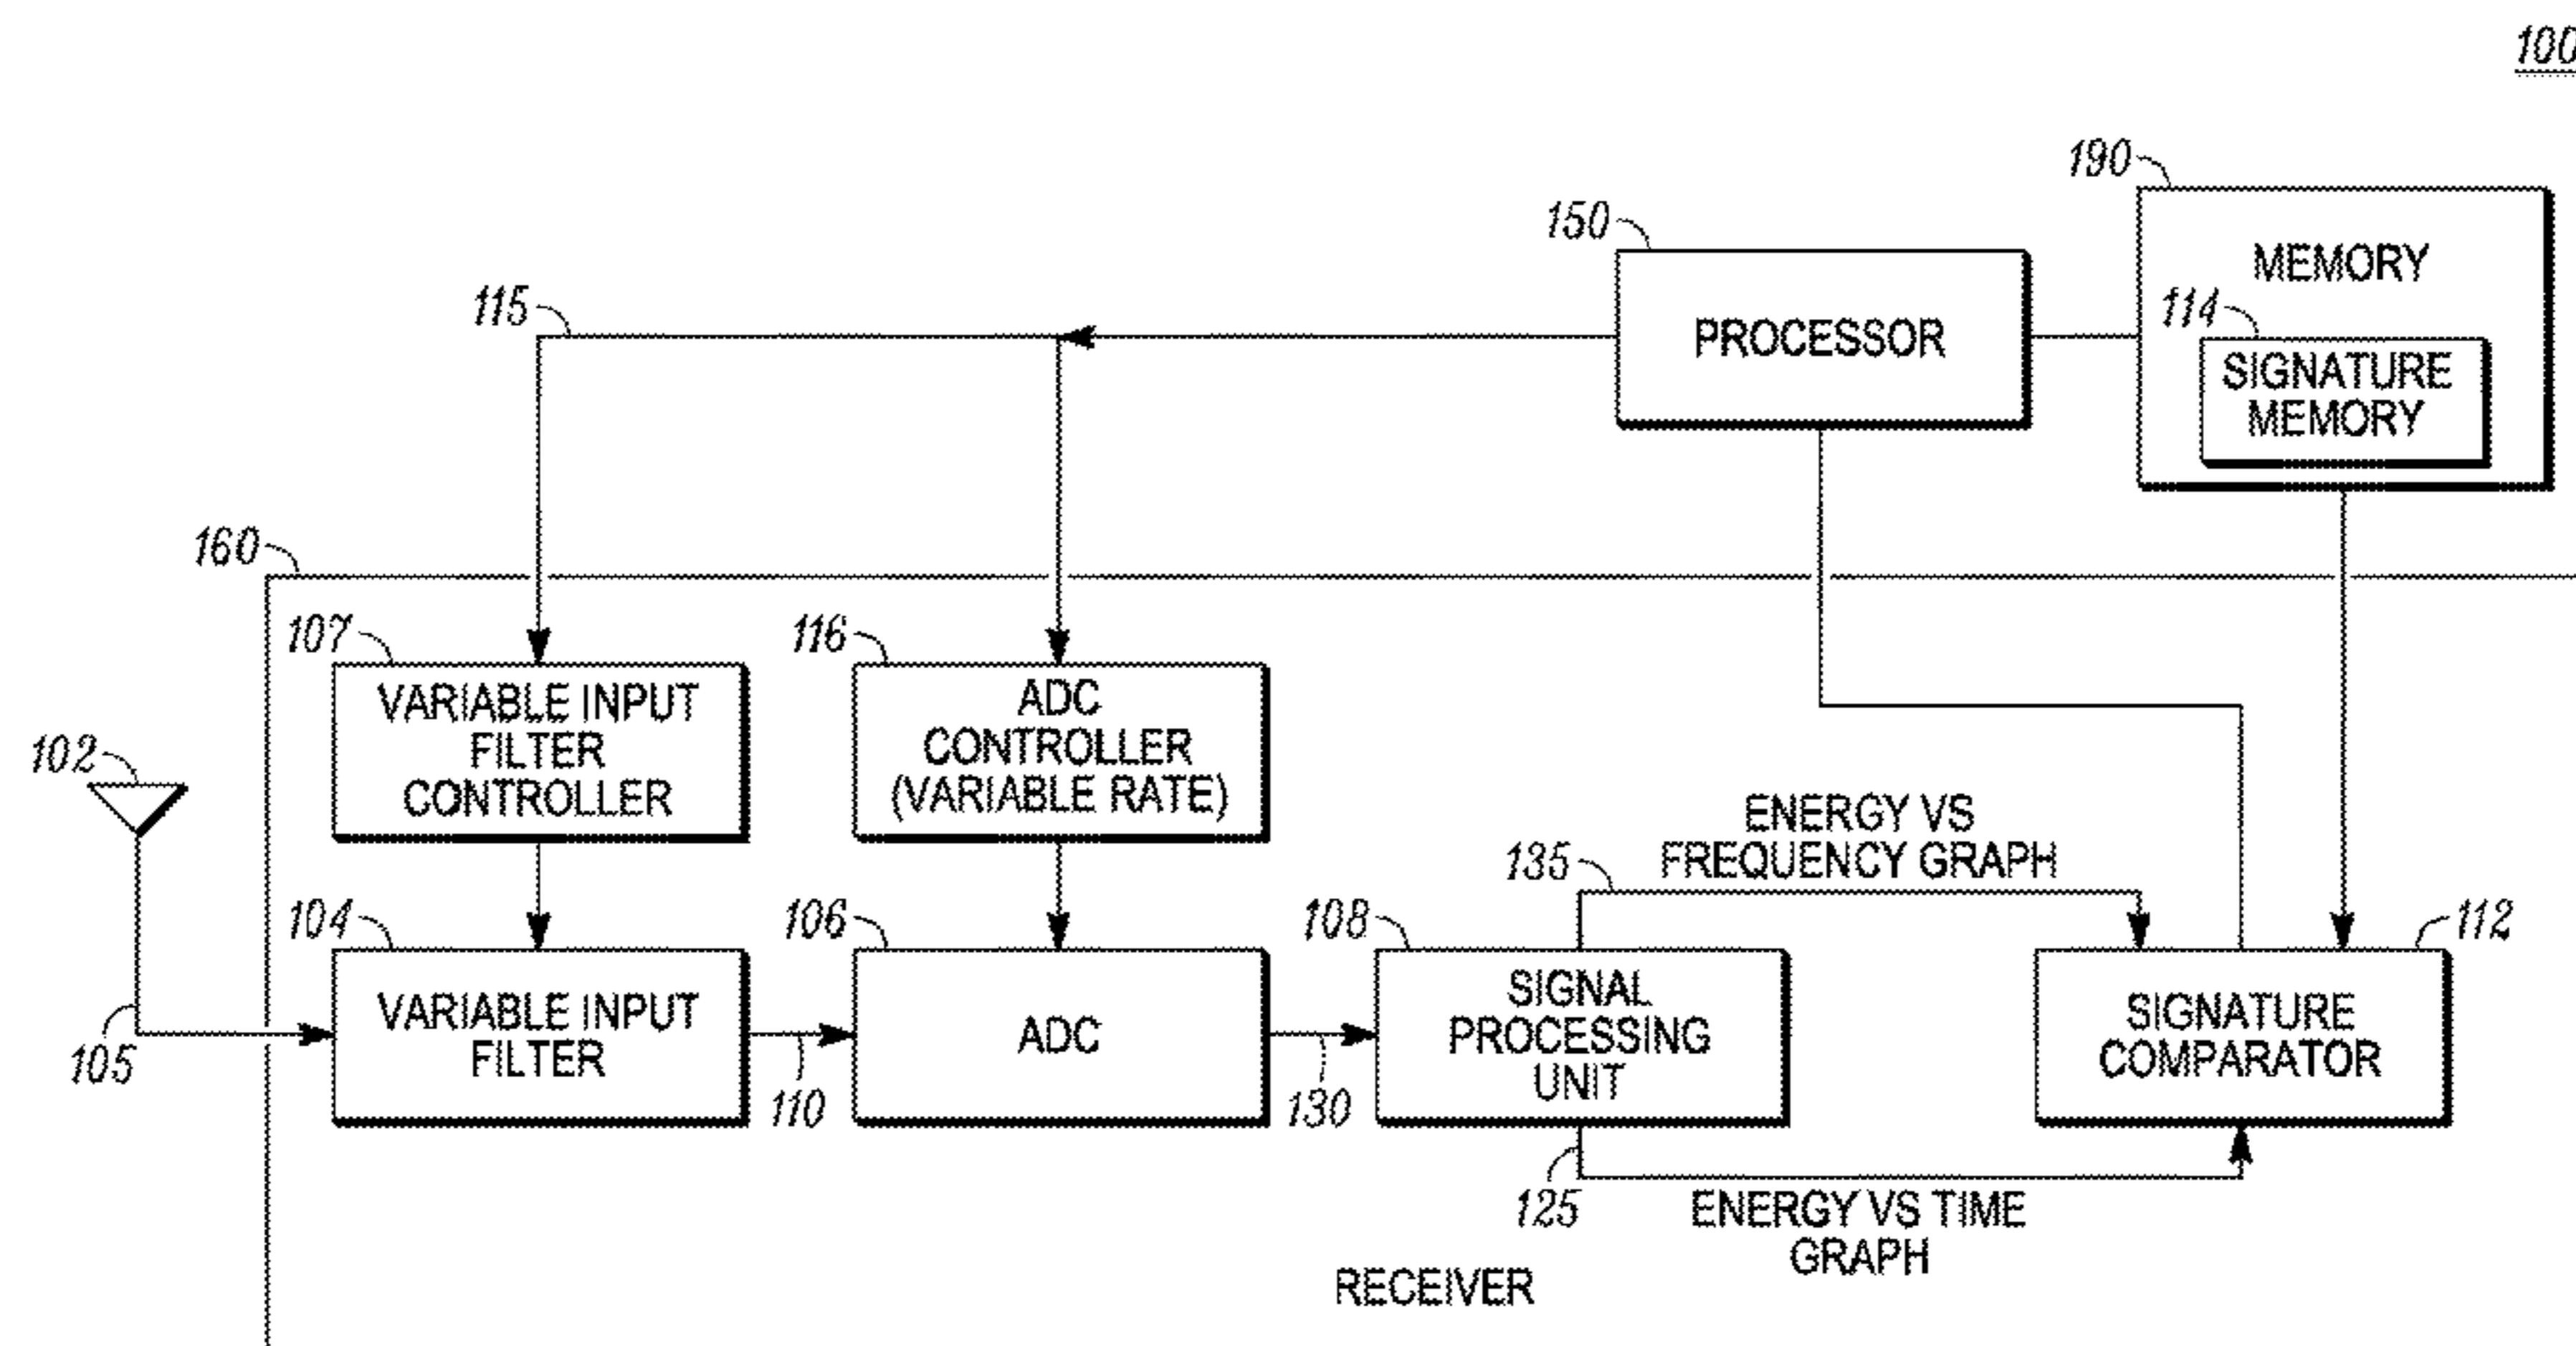 100
190
MEMORY
114
SIGNATURE
MEMORY
150
PROCESSOR
115
160
107
VARIABLE INPUT
FILTER
CONTROLLER
116
ADC
CONTROLLER
(VARIABLE RATE)
102
105
104
VARIABLE INPUT
FILTER
110
106
ADC
130
108
SIGNAL
PROCESSING
UNIT
135
ENERGY VS
FREQUENCY GRAPH
125
ENERGY VS TIME
GRAPH
112
SIGNATURE
COMPARATOR
RECEIVER